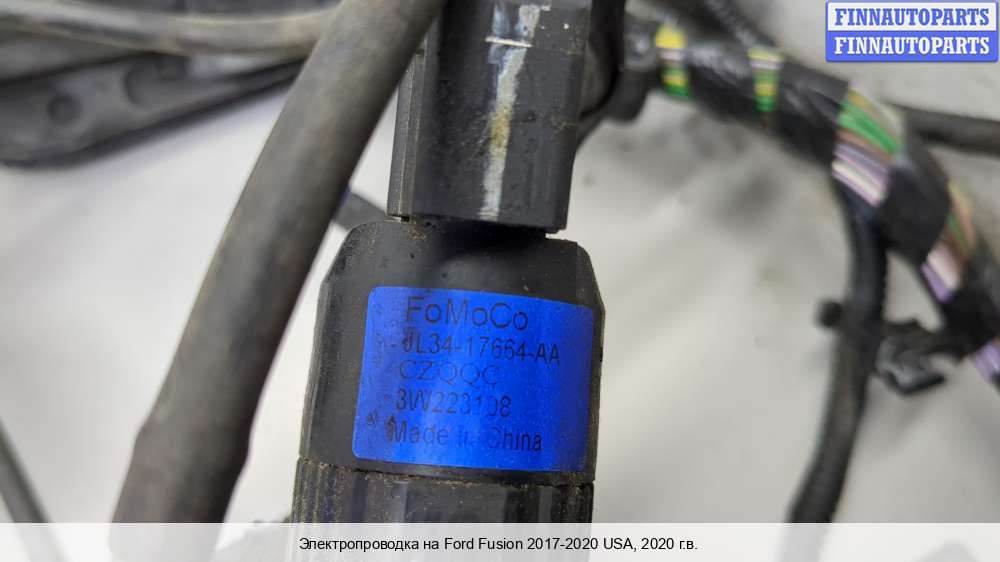 FINNAUTOPARTS
FINNAUTOPARTS
FoMoCo
JL34-17664-AA
CZQQC
3W223108
Made in China
Электропроводка на Ford Fusion 2017-2020 USA, 2020 г.в.